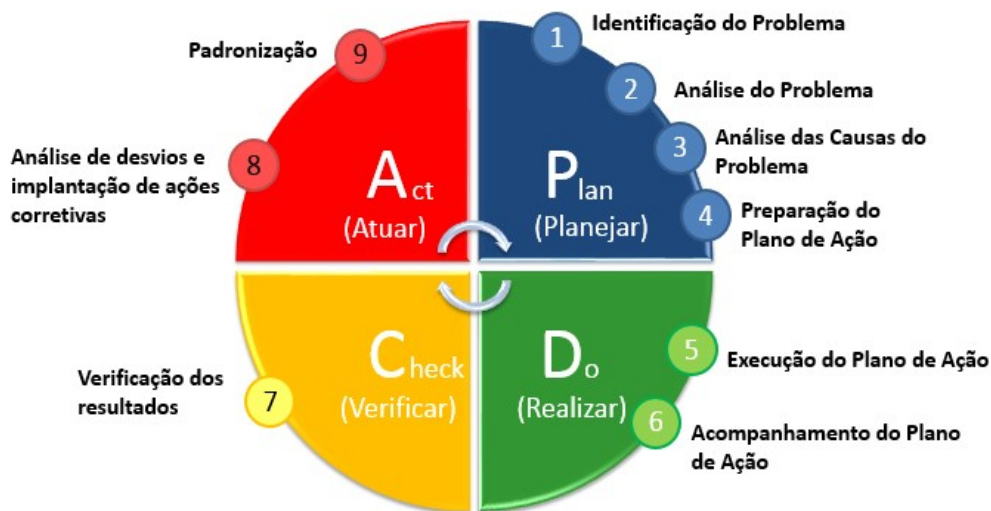 1
Identificação do Problema
2
Análise do Problema
3
Análise das Causas do
Problema
4
Preparação do
Plano de Ação
Plan
(Planejar)
5
Execução do Plano de Ação
6
Acompanhamento do Plano
de Ação
Do
(Realizar)
7
Verificação dos
resultados
Check
(Verificar)
8
Análise de desvios e
implantação de ações
corretivas
9
Padronização
Act
(Atuar)